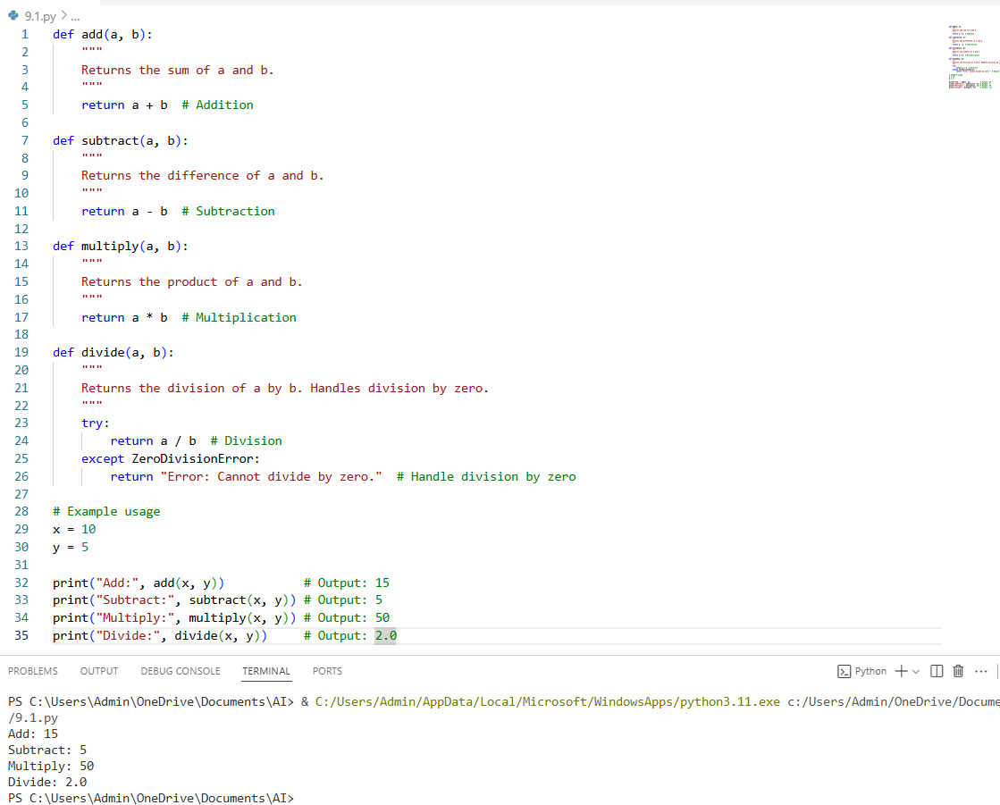 9.1.py > ...
1 def add(a, b):
2     """
3     Returns the sum of a and b.
4     """
5     return a + b  # Addition
6
7 def subtract(a, b):
8     """
9     Returns the difference of a and b.
10     """
11     return a - b  # Subtraction
12
13 def multiply(a, b):
14     """
15     Returns the product of a and b.
16     """
17     return a * b  # Multiplication
18
19 def divide(a, b):
20     """
21     Returns the division of a by b. Handles division by zero.
22     """
23     try:
24         return a / b  # Division
25     except ZeroDivisionError:
26         return "Error: Cannot divide by zero."  # Handle division by zero
27
28 # Example usage
29 x = 10
30 y = 5
31
32 print("Add:", add(x, y))           # Output: 15
33 print("Subtract:", subtract(x, y)) # Output: 5
34 print("Multiply:", multiply(x, y)) # Output: 50
35 print("Divide:", divide(x, y))     # Output: 2.0
PROBLEMS OUTPUT DEBUG CONSOLE TERMINAL PORTS Python
PS C:\Users\Admin\OneDrive\Documents\AI> & C:/Users/Admin/AppData/Local/Microsoft/WindowsApps/python3.11.exe c:/Users/Admin/OneDrive/Docume
/9.1.py
Add: 15
Subtract: 5
Multiply: 50
Divide: 2.0
PS C:\Users\Admin\OneDrive\Documents\AI>